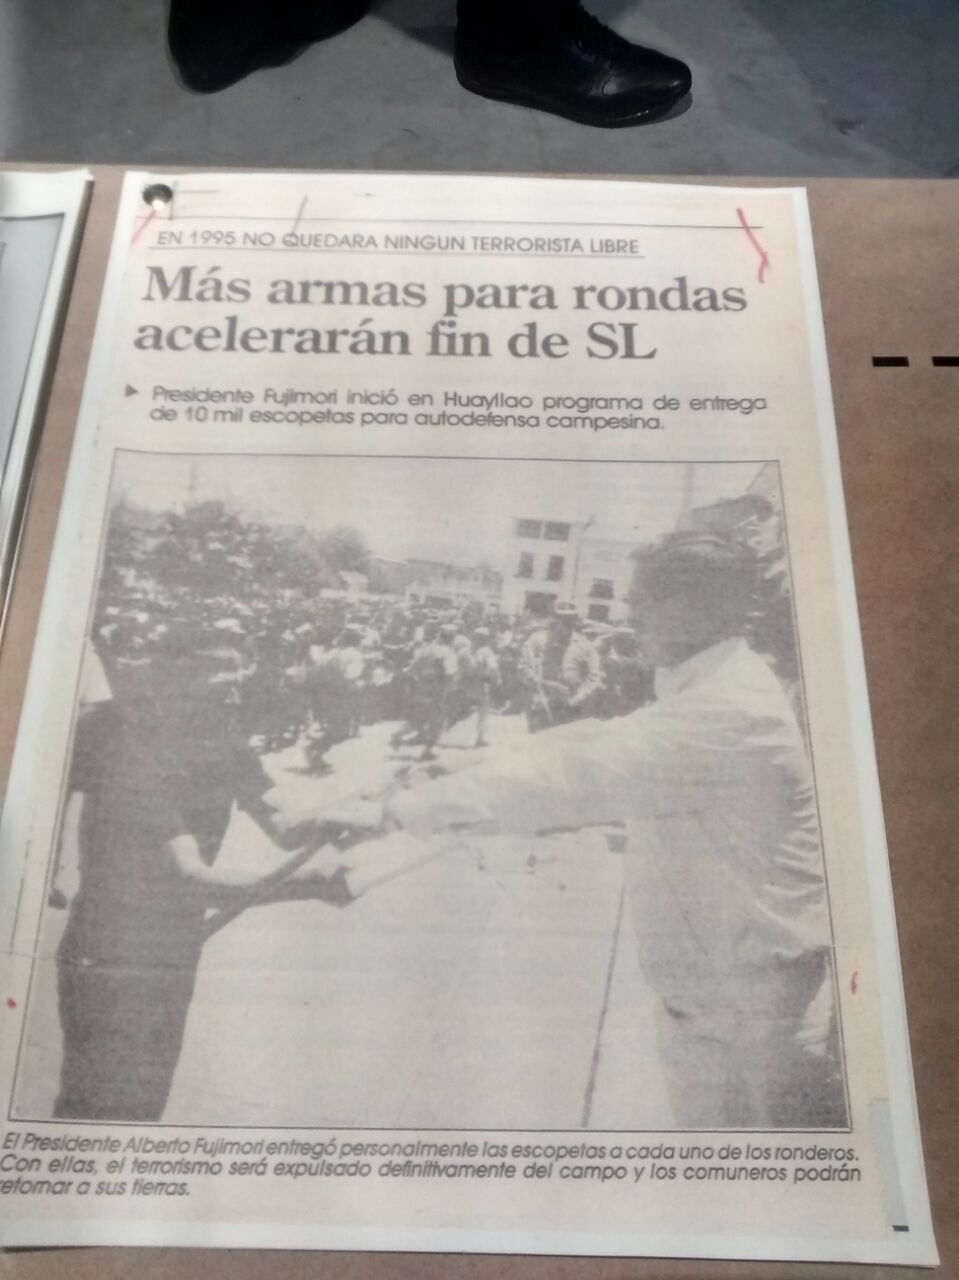 EN 1995 NO QUEDARA NINGUN TERRORISTA LIBRE
Más armas para rondas
acelerarán fin de SL
Presidente Fujimori inició en Huayllao programa de entrega
de 10 mil escopetas para autodefensa campesina.
El Presidente Alberto Fujimori entregó personalmente las escopetas a cada uno de los ronderos.
Con ellas, el terrorismo será expulsado definitivamente del campo y los comuneros podrán
retornar a sus tierras.